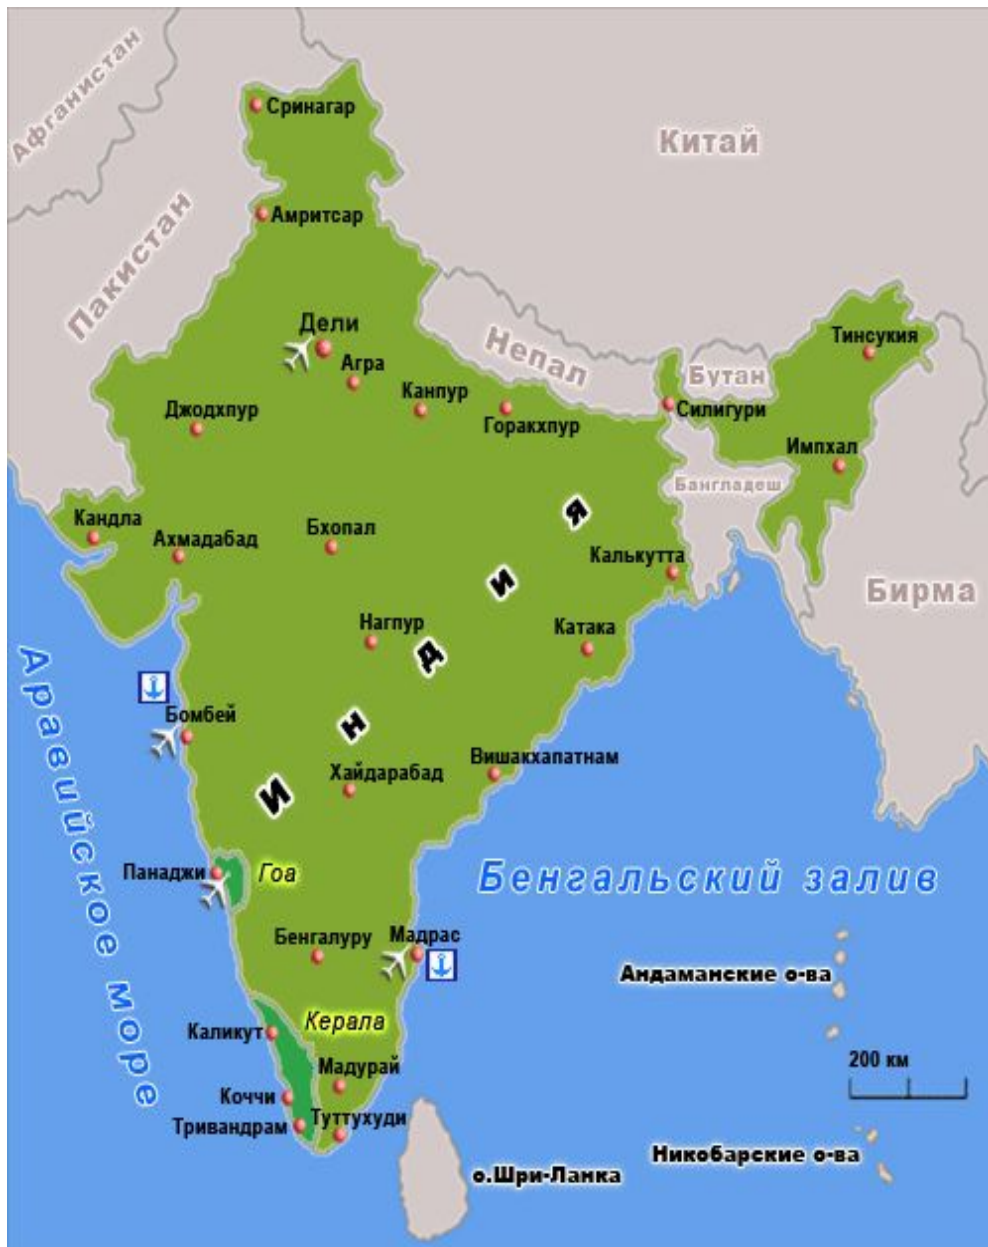 Афганистан
Сринагар
Китай
Пакистан
Амритсар
Дели
Непал
Тинсукия
Агра
Бутан
Канпур
Джодхпур
Горакхпур
Силигури
Импхал
Бангладеш
Кандла
Ахмадабад
Бхопал
Калькутта
Бирма
Нагпур
Катака
Индия
Аравийское море
Бомбей
Хайдарабад
Вишакхапатнам
Панаджи
Гоа
Бенгальский залив
Бенгалуру
Мадрас
Андаманские о-ва
Керала
Каликут
200 км
Мадурай
Коччи
Тривандрам
Туттухуди
Никобарские о-ва
о.Шри-Ланка